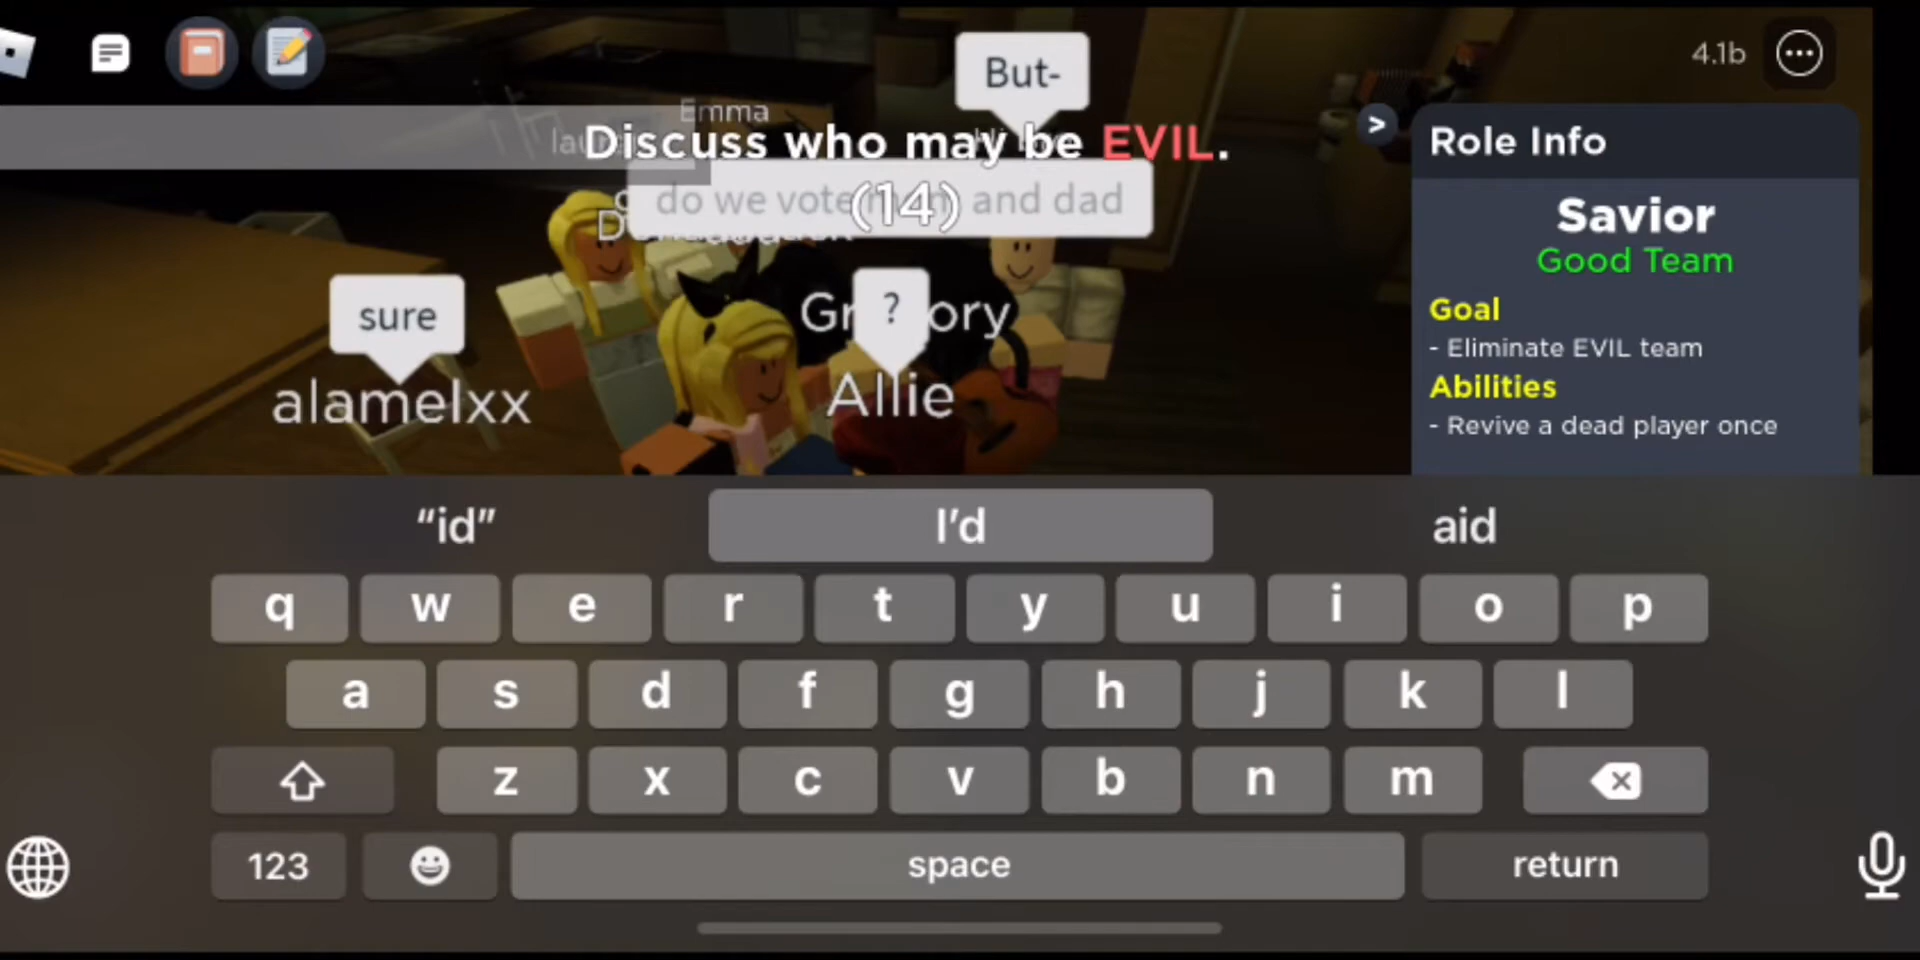 But-
4.1b
Emma
Discuss who may be EVIL.
do we vote and dad
(14)
>
Role Info
Savior
Good Team
Goal
- Eliminate EVIL team
Abilities
- Revive a dead player once
sure
?
alamelxx
Allie
“id” I’d aid
q w e r t y u i o p
a s d f g h j k l
z x c v b n m
123 space return